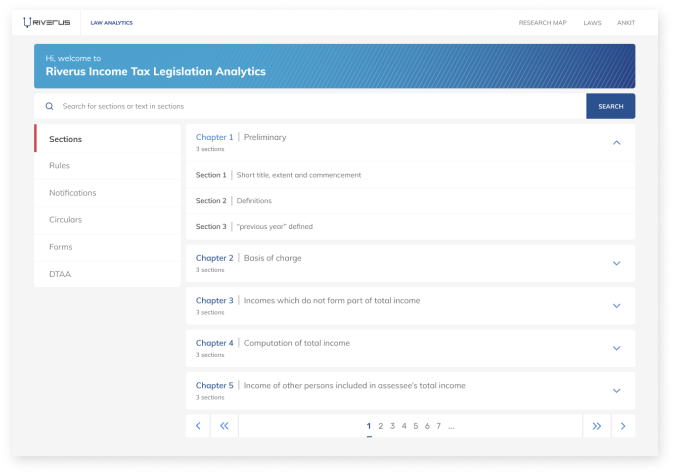 RIVERUS
LAW ANALYTICS
RESEARCH MAP
LAWS
ANKIT
Hi, welcome to
Riverus Income Tax Legislation Analytics
Search for sections or text in sections
SEARCH
Sections
Rules
Notifications
Circulars
Forms
DTAA
Chapter 1 | Preliminary
3 sections
Section 1 | Short title, extent and commencement
Section 2 | Definitions
Section 3 | "previous year" defined
Chapter 2 | Basis of charge
3 sections
Chapter 3 | Incomes which do not form part of total income
3 sections
Chapter 4 | Computation of total income
3 sections
Chapter 5 | Income of other persons included in assessee's total income
3 sections
1 2 3 4 5 6 7 ...